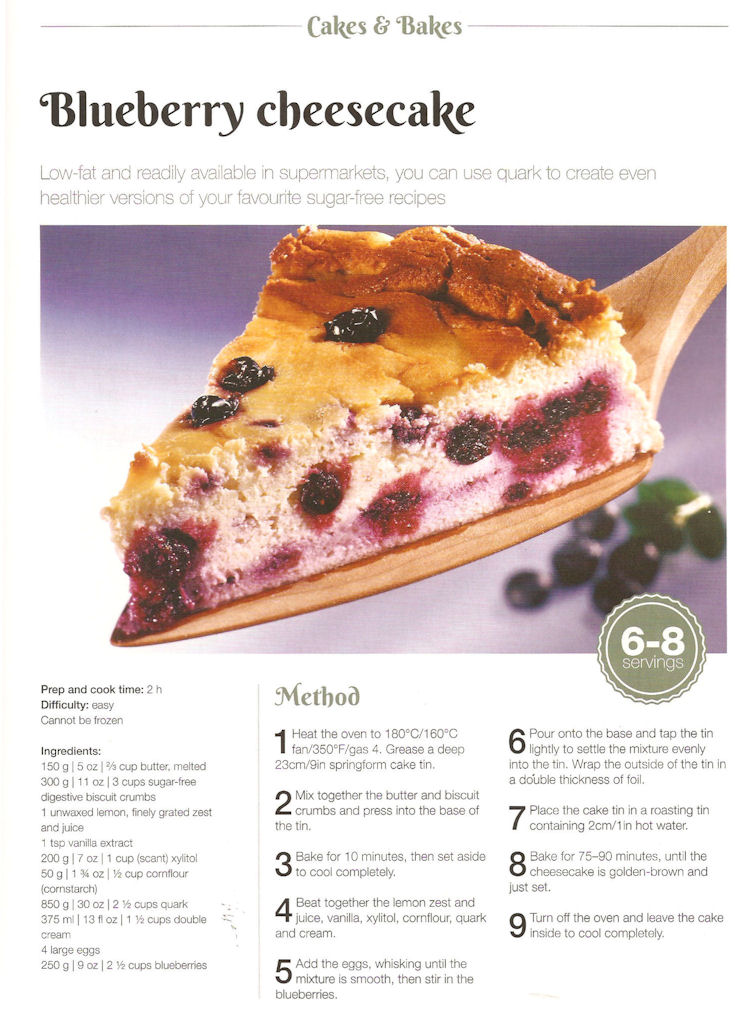 Cakes & Bakes
Blueberry cheesecake
Low-fat and readily available in supermarkets, you can use quark to create even
healthier versions of your favourite sugar-free recipes
6-8
servings
Prep and cook time: 2 h
Difficulty: easy
Cannot be frozen
Ingredients:
150 g | 5 oz | ⅔ cup butter, melted
300 g | 11 oz | 3 cups sugar-free
digestive biscuit crumbs
1 unwaxed lemon, finely grated zest
and juice
1 tsp vanilla extract
200 g | 7 oz | 1 cup (scant) xylitol
50 g | 1 ¾ oz | ½ cup cornflour
(cornstarch)
850 g | 30 oz | 2 ½ cups quark
375 ml | 13 fl oz | 1 ½ cups double
cream
4 large eggs
250 g | 9 oz | 2 ½ cups blueberries
Method
1 Heat the oven to 180°C/160°C
fan/350°F/gas 4. Grease a deep
23cm/9in springform cake tin.
2 Mix together the butter and biscuit
crumbs and press into the base of
the tin.
3 Bake for 10 minutes, then set aside
to cool completely.
4 Beat together the lemon zest and
juice, vanilla, xylitol, cornflour, quark
and cream.
5 Add the eggs, whisking until the
mixture is smooth, then stir in the
blueberries.
6 Pour onto the base and tap the tin
lightly to settle the mixture evenly
into the tin. Wrap the outside of the tin in
a double thickness of foil.
7 Place the cake tin in a roasting tin
containing 2cm/1in hot water.
8 Bake for 75–90 minutes, until the
cheesecake is golden-brown and
just set.
9 Turn off the oven and leave the cake
inside to cool completely.